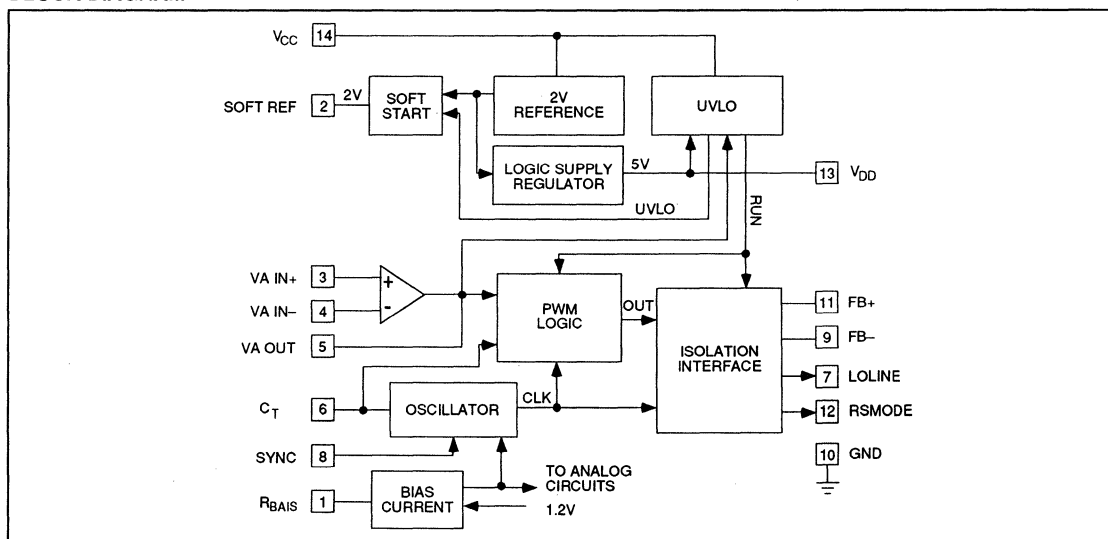 VCC 14
SOFT REF 2 2V
SOFT
START
2V
REFERENCE
UVLO
LOGIC SUPPLY
REGULATOR
5V
13 VDD
UVLO
RUN
VA IN+ 3
+
VA IN– 4
-
VA OUT 5
PWM
LOGIC
OUT
ISOLATION
INTERFACE
11 FB+
9 FB–
7 LOLINE
12 RSMODE
CT 6
OSCILLATOR
CLK
SYNC 8
10 GND
RBAIS 1
BIAS
CURRENT
TO ANALOG
CIRCUITS
1.2V